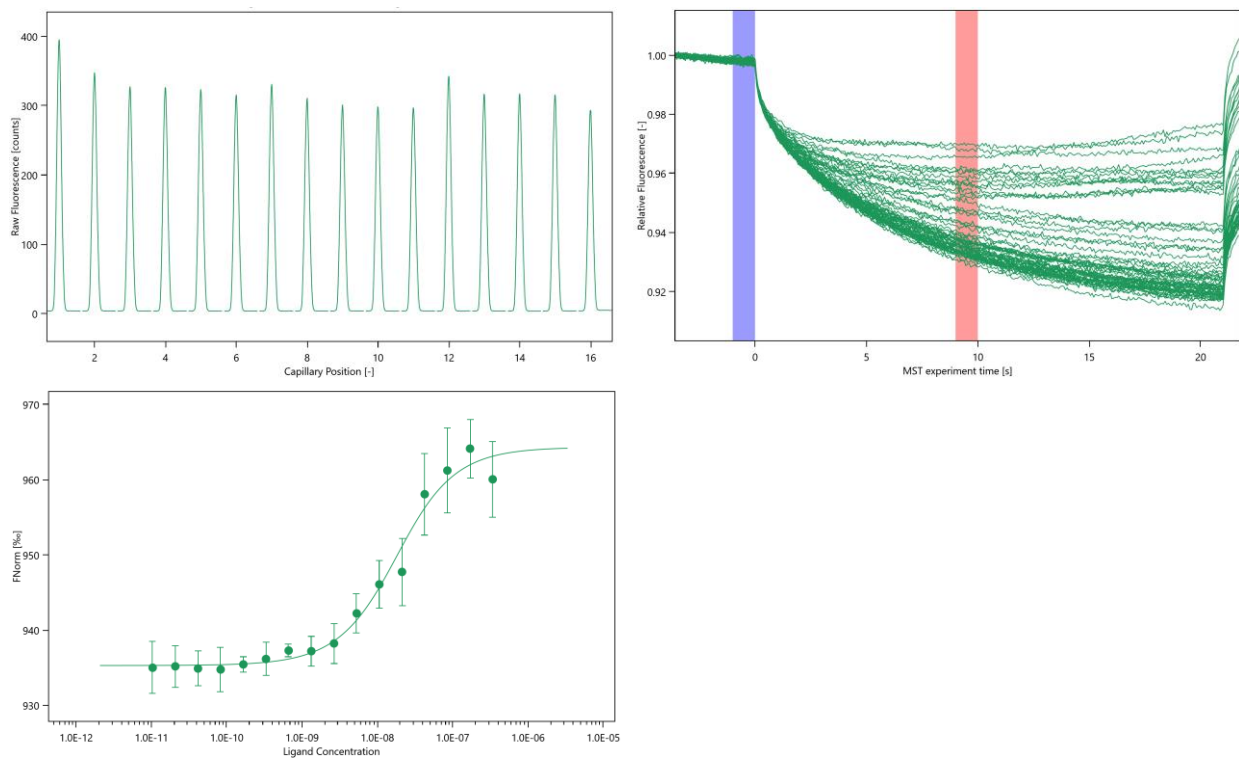 400
300
200
100
0
Raw Fluorescence [counts]
2
4
6
8
10
12
14
16
Capillary Position [-]
1.00
0.98
0.96
0.94
0.92
Relative Fluorescence [-]
0
5
10
15
20
MST experiment time [s]
970
960
950
940
930
FNorm [‰]
1.0E-12
1.0E-11
1.0E-10
1.0E-09
1.0E-08
1.0E-07
1.0E-06
1.0E-05
Ligand Concentration